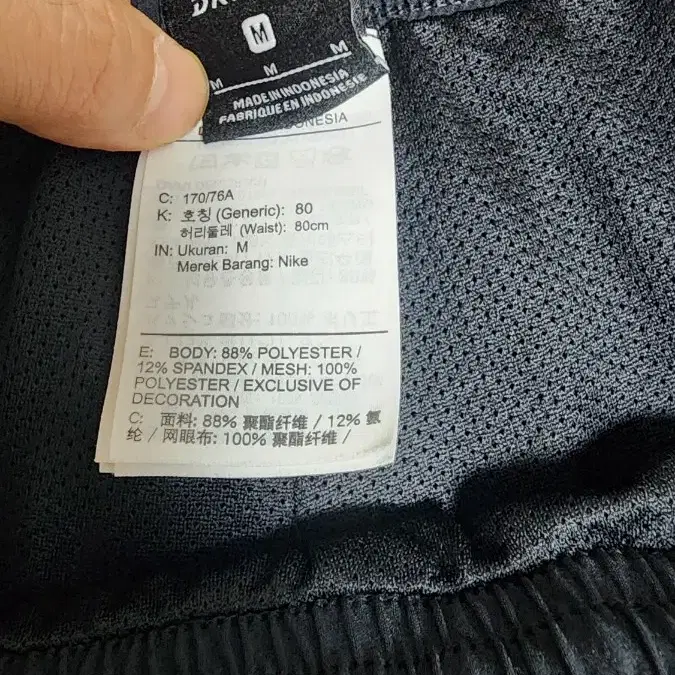 M
M M M
MADE IN INDONESIA
FABRIQUE EN INDONESIE
C: 170/76A
K: 호칭 (Generic): 80
허리둘레 (Waist): 80cm
IN: Ukuran: M
Merek Barang: Nike
E: BODY: 88% POLYESTER /
12% SPANDEX / MESH: 100%
POLYESTER / EXCLUSIVE OF
DECORATION
C: 面料: 88% 聚酯纤维 / 12% 氨
纶 / 网眼布: 100% 聚酯纤维 /